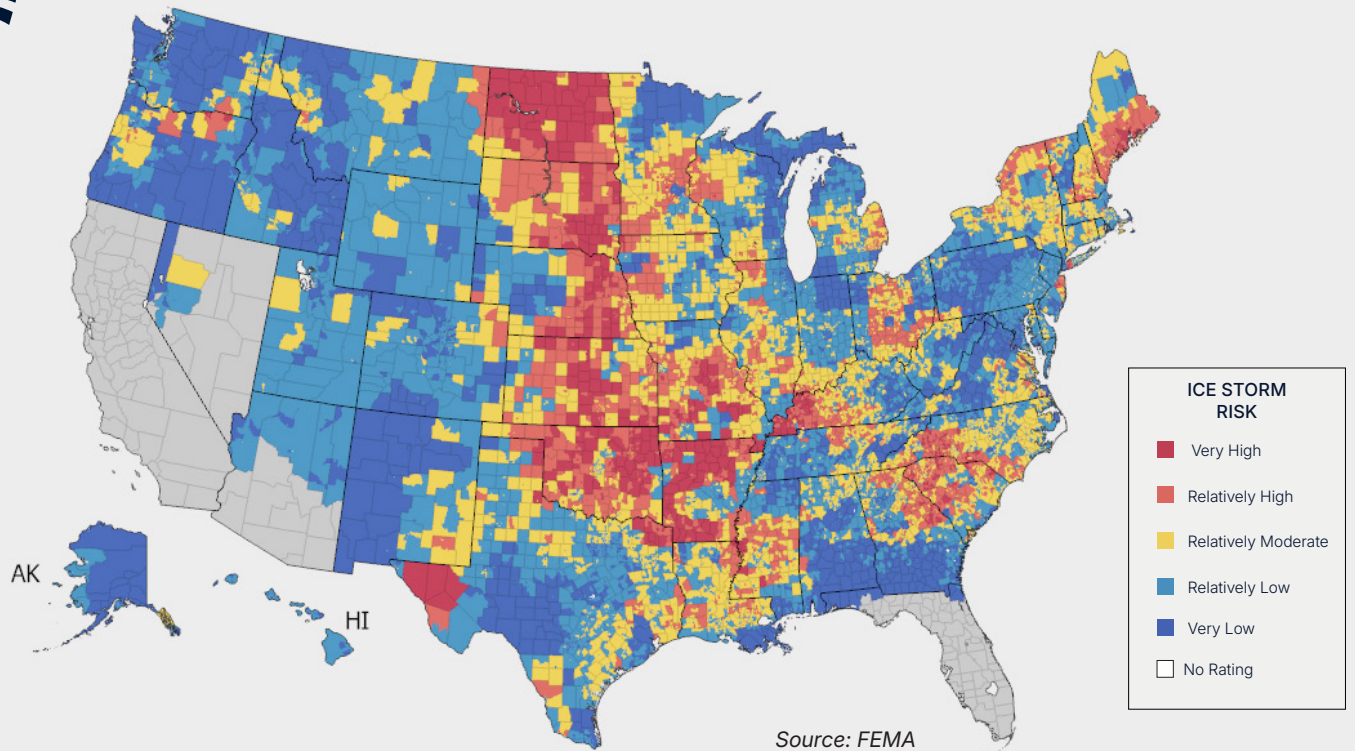 ICE STORM
RISK
Very High
Relatively High
Relatively Moderate
Relatively Low
Very Low
No Rating
AK
HI
Source: FEMA